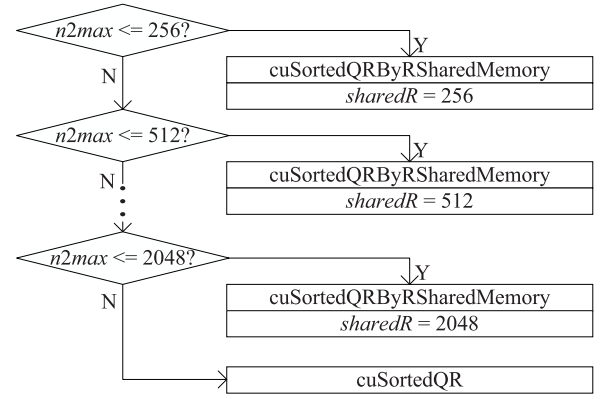 n2max <= 256?
Y
N
cuSortedQRByRSharedMemory
sharedR = 256
n2max <= 512?
Y
N
cuSortedQRByRSharedMemory
sharedR = 512
n2max <= 2048?
Y
N
cuSortedQRByRSharedMemory
sharedR = 2048
cuSortedQR